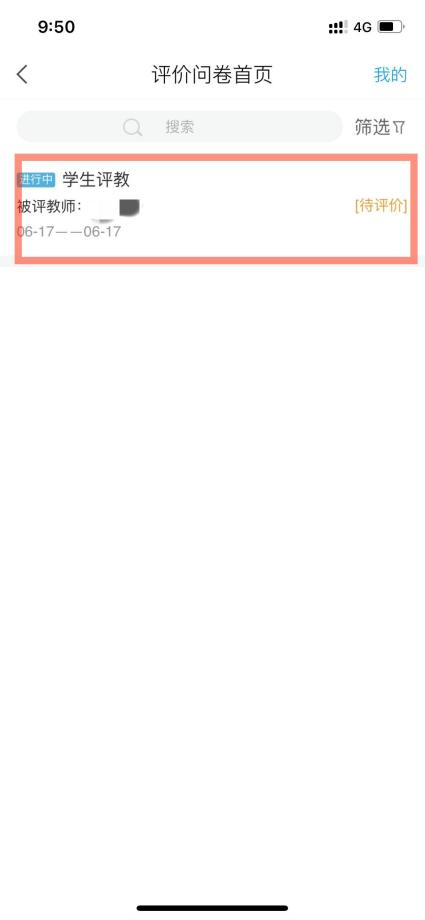 9:50 4G
评价问卷首页 我的
搜索 筛选
进行中 学生评教
被评教师： [待评价]
06-17——06-17